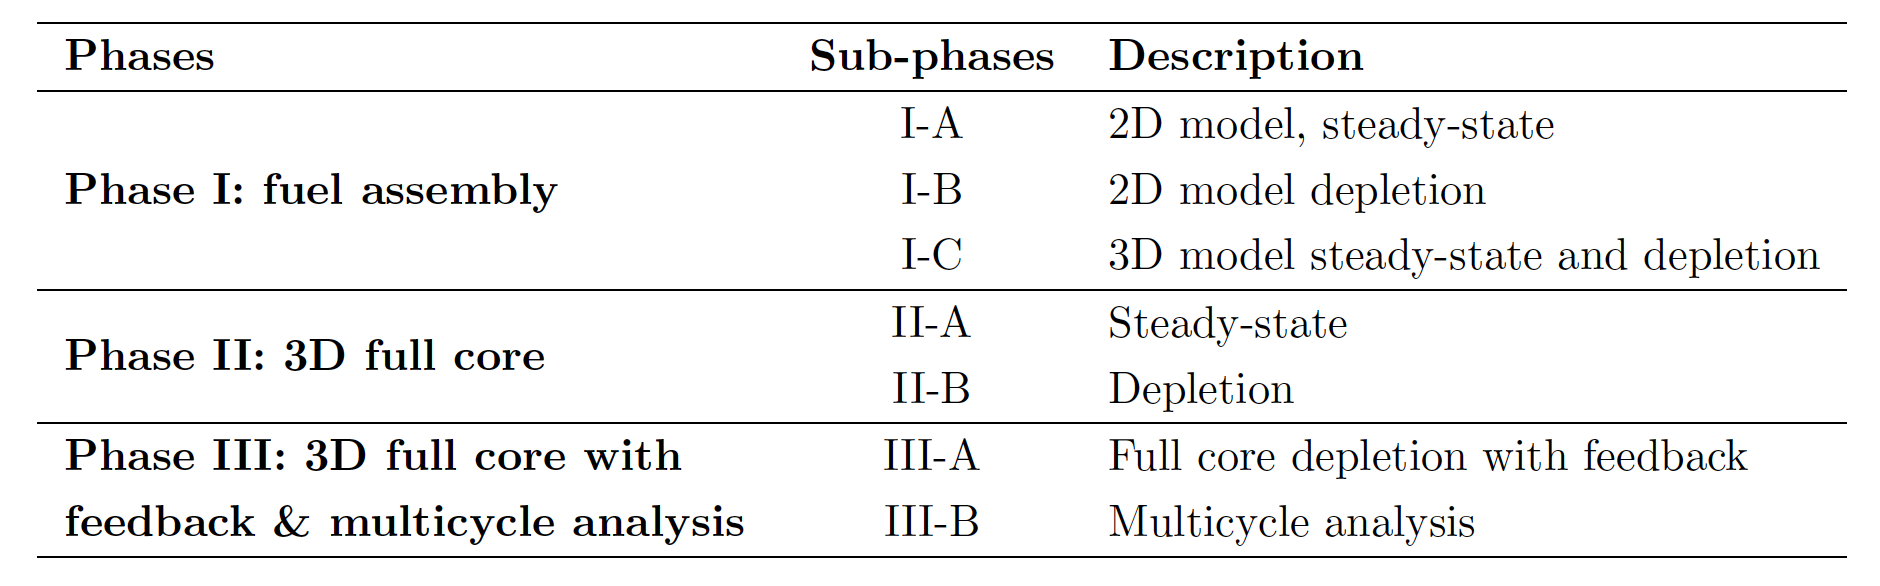 Phases Sub-phases Description
I-A 2D model, steady-state
Phase I: fuel assembly I-B 2D model depletion
I-C 3D model steady-state and depletion
II-A Steady-state
Phase II: 3D full core
II-B Depletion
Phase III: 3D full core with III-A Full core depletion with feedback
feedback & multicycle analysis III-B Multicycle analysis